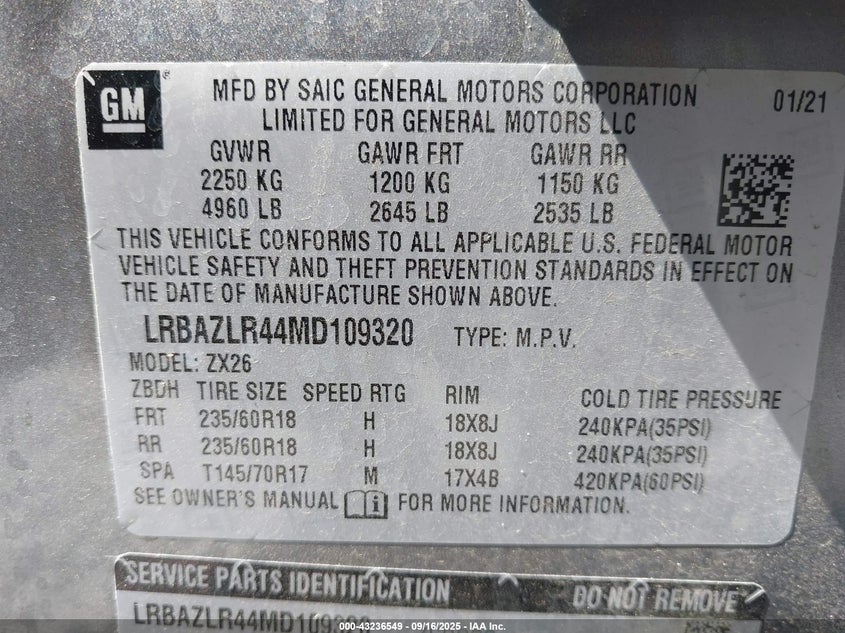 GM
MFD BY SAIC GENERAL MOTORS CORPORATION 01/21
LIMITED FOR GENERAL MOTORS LLC
GVWR GAWR FRT GAWR RR
2250 KG 1200 KG 1150 KG
4960 LB 2645 LB 2535 LB
THIS VEHICLE CONFORMS TO ALL APPLICABLE U.S. FEDERAL MOTOR
VEHICLE SAFETY AND THEFT PREVENTION STANDARDS IN EFFECT ON
THE DATE OF MANUFACTURE SHOWN ABOVE.
LRBAZLR44MD109320 TYPE: M.P.V.
MODEL: ZX26
ZBDH TIRE SIZE SPEED RTG RIM COLD TIRE PRESSURE
FRT 235/60R18 H 18X8J 240KPA(35PSI)
RR 235/60R18 H 18X8J 240KPA(35PSI)
SPA T145/70R17 M 17X4B 420KPA(60PSI)
SEE OWNER'S MANUAL FOR MORE INFORMATION.
SERVICE PARTS IDENTIFICATION DO NOT REMOVE
LRBAZLR44MD109320
000-43236549 - 09/16/2025 - IAA Inc.